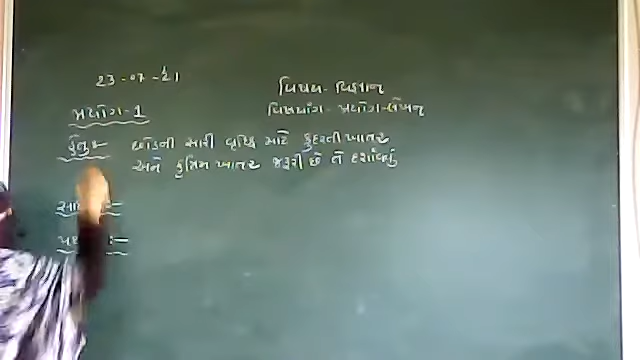 23-07-21
વિષય- વિજ્ઞાન
પ્રયોગ-1
વિષયાંગ- પ્રયોગ-લેખન
હેતુઃ- છોડની સારી વૃદ્ધિ માટે કુદરતી ખાતર
અને કૃત્રિમ ખાતર જરૂરી છે તે દર્શાવવું